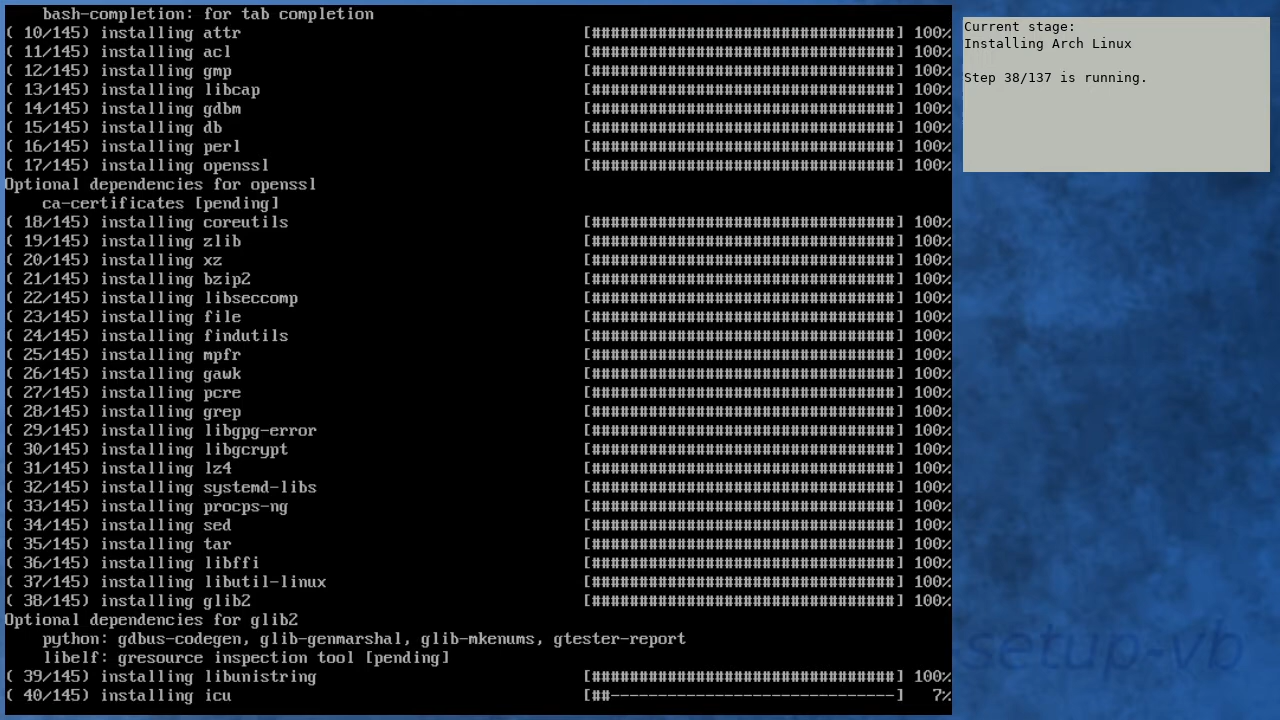 bash-completion: for tab completion
( 10/145) installing attr [################################] 100%
( 11/145) installing acl [################################] 100%
( 12/145) installing gmp [################################] 100%
( 13/145) installing libcap [################################] 100%
( 14/145) installing gdbm [################################] 100%
( 15/145) installing db [################################] 100%
( 16/145) installing perl [################################] 100%
( 17/145) installing openssl [################################] 100%
Optional dependencies for openssl
    ca-certificates [pending]
( 18/145) installing coreutils [################################] 100%
( 19/145) installing zlib [################################] 100%
( 20/145) installing xz [################################] 100%
( 21/145) installing bzip2 [################################] 100%
( 22/145) installing libseccomp [################################] 100%
( 23/145) installing file [################################] 100%
( 24/145) installing findutils [################################] 100%
( 25/145) installing mpfr [################################] 100%
( 26/145) installing gawk [################################] 100%
( 27/145) installing pcre [################################] 100%
( 28/145) installing grep [################################] 100%
( 29/145) installing libgpg-error [################################] 100%
( 30/145) installing libgcrypt [################################] 100%
( 31/145) installing lz4 [################################] 100%
( 32/145) installing systemd-libs [################################] 100%
( 33/145) installing procps-ng [################################] 100%
( 34/145) installing sed [################################] 100%
( 35/145) installing tar [################################] 100%
( 36/145) installing libffi [################################] 100%
( 37/145) installing libutil-linux [################################] 100%
( 38/145) installing glib2 [################################] 100%
Optional dependencies for glib2
    python: gdbus-codegen, glib-genmarshal, glib-mkenums, gtester-report
    libelf: gresource inspection tool [pending]
( 39/145) installing libunistring [################################] 100%
( 40/145) installing icu [##------------------------------] 7%
Current stage:
Installing Arch Linux
Step 38/137 is running.
setup-vb